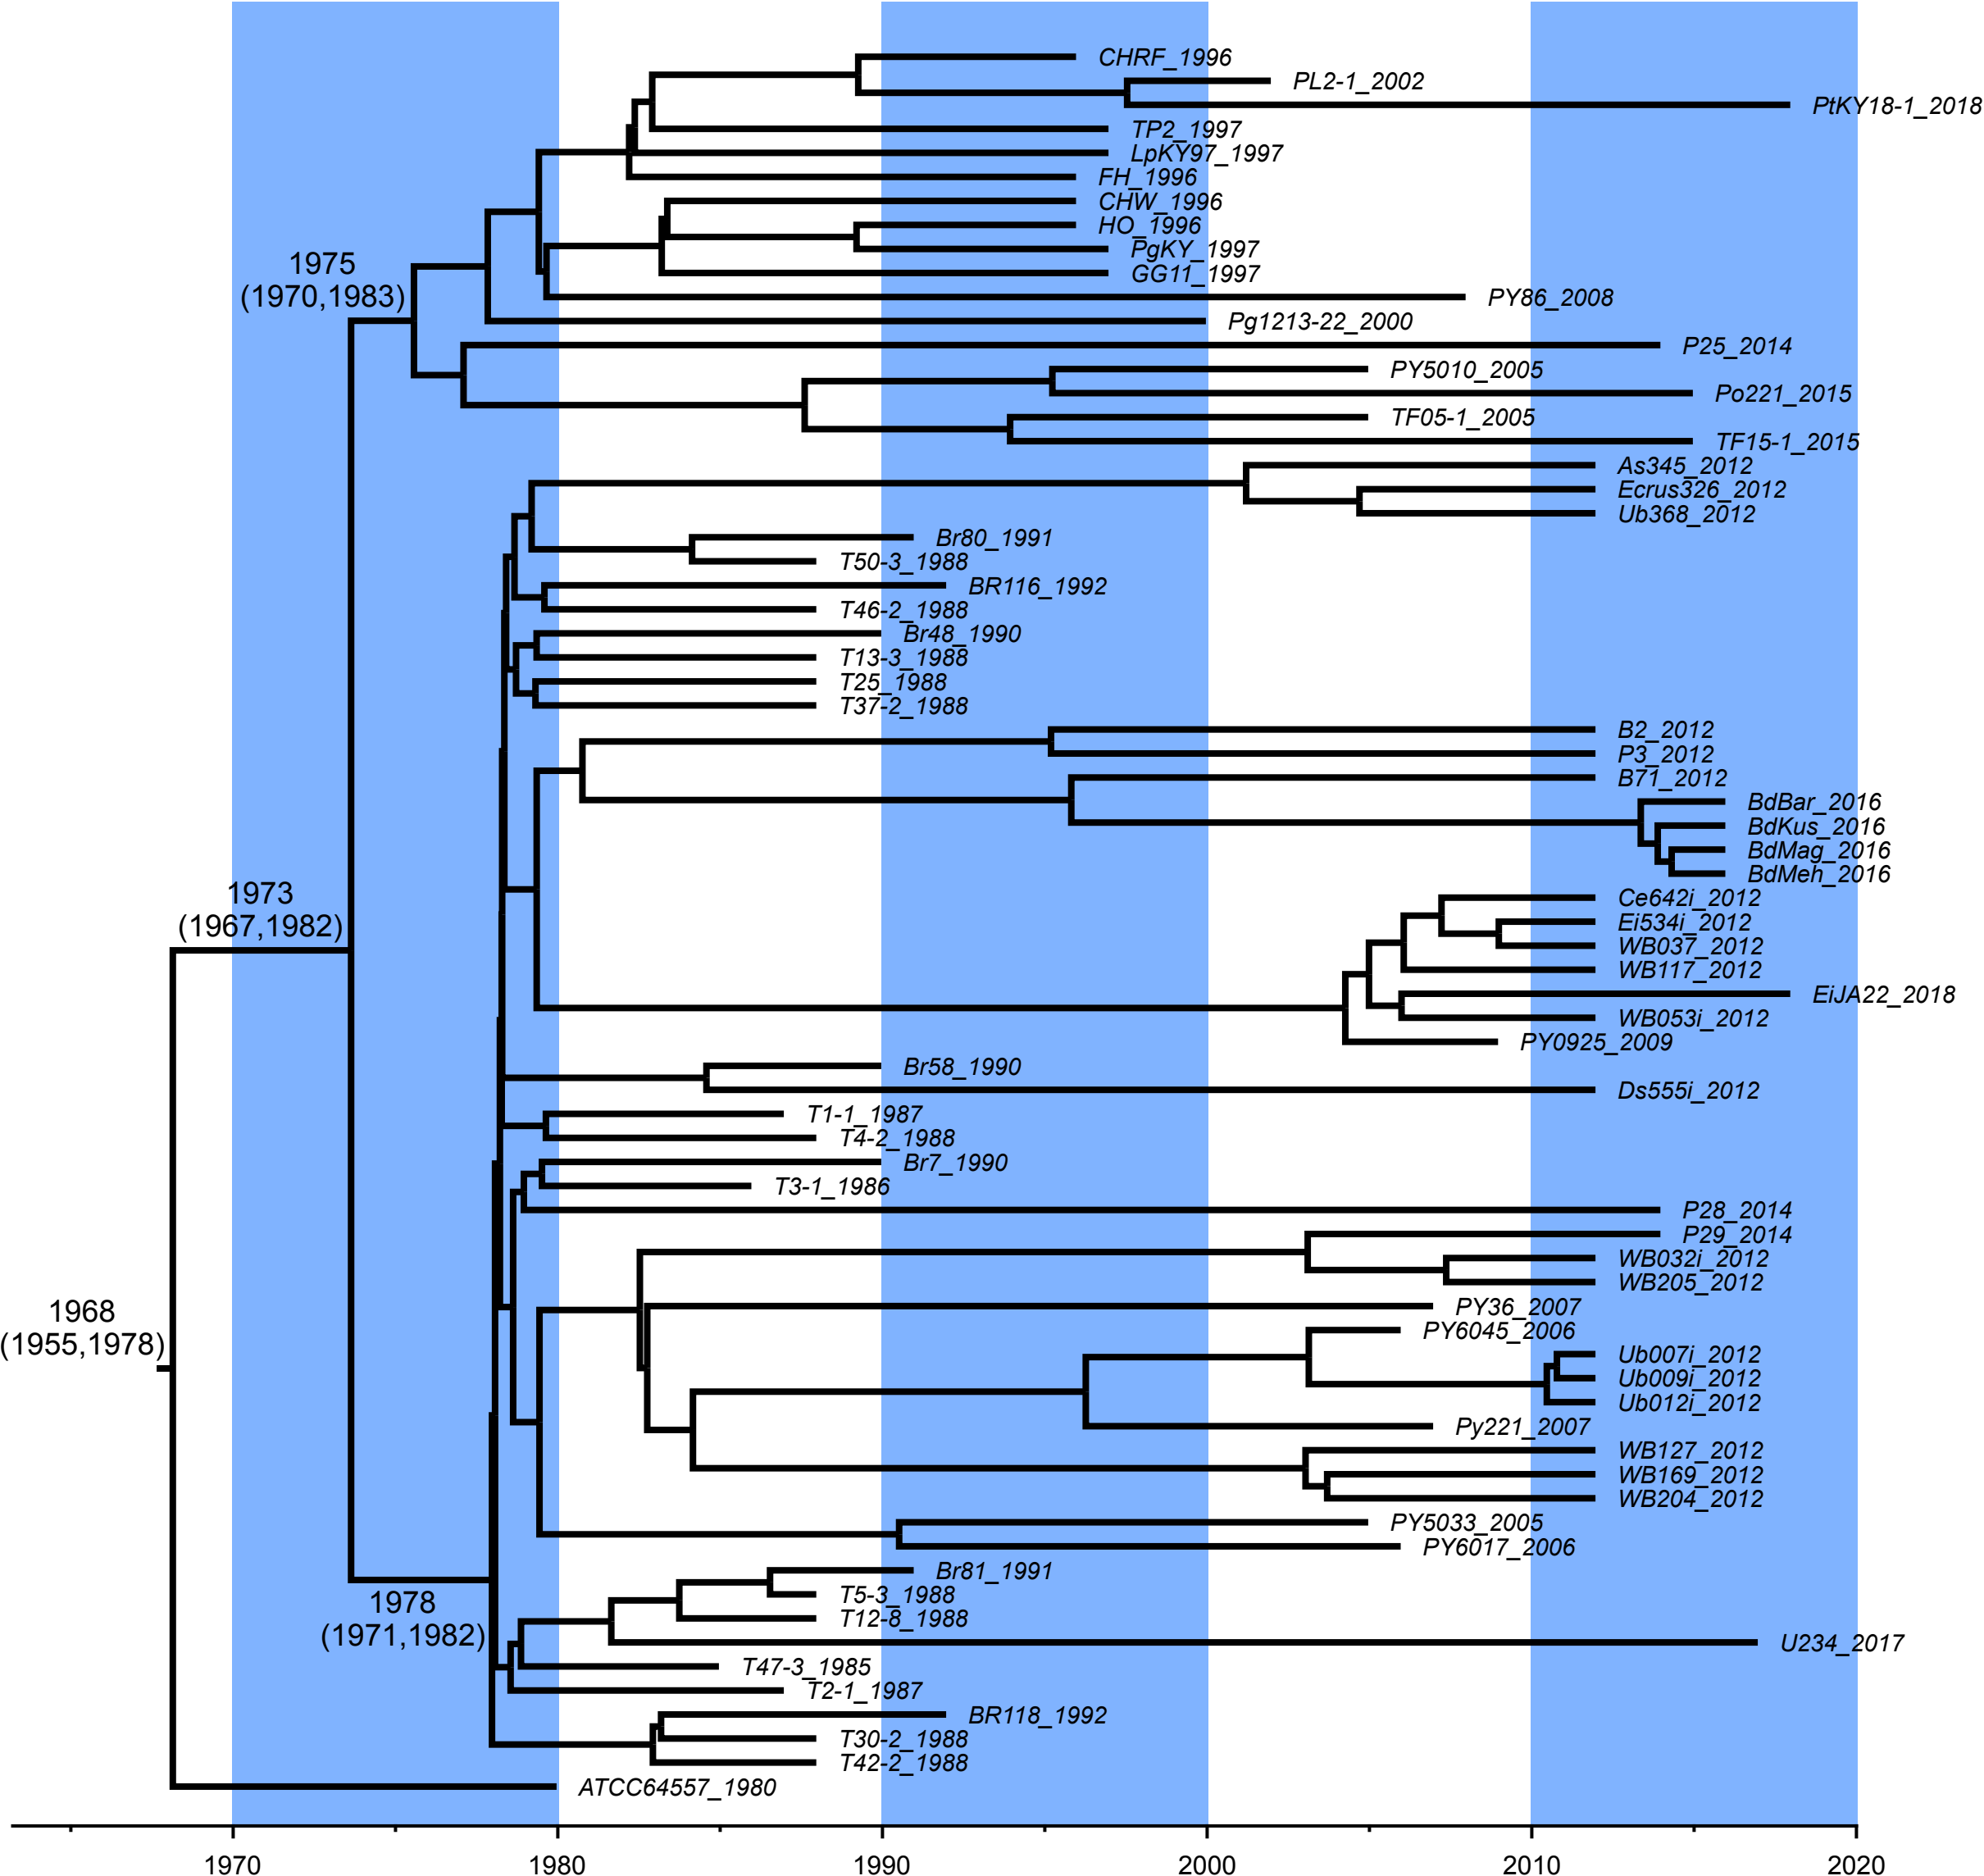 CHRF_1996
PL2-1_2002
PtKY18-1_2018
TP2_1997
LpKY97_1997
FH_1996
CHW_1996
HO_1996
PgKY_1997
1975
(1970,1983)
GG11_1997
PY86_2008
Pg1213-22_2000
P25_2014
PY5010_2005
Po221_2015
TF05-1_2005
TF15-1_2015
As345_2012
Ecrus326_2012
Ub368_2012
Br80_1991
T50-3_1988
BR116_1992
T46-2_1988
Br48_1990
T13-3_1988
T25_1988
T37-2_1988
B2_2012
P3_2012
B71_2012
BdBar_2016
BdKus_2016
BdMag_2016
BdMeh_2016
1973
(1967,1982)
Ce642i_2012
Ei534i_2012
WB037_2012
WB117_2012
EiJA22_2018
WB053i_2012
PY0925_2009
Br58_1990
Ds555i_2012
T1-1_1987
T4-2_1988
Br7_1990
T3-1_1986
P28_2014
P29_2014
WB032i_2012
WB205_2012
1968
(1955,1978)
PY36_2007
PY6045_2006
Ub007i_2012
Ub009i_2012
Ub012i_2012
Py221_2007
WB127_2012
WB169_2012
WB204_2012
PY5033_2005
PY6017_2006
Br81_1991
T5-3_1988
1978
(1971,1982)
T12-8_1988
U234_2017
T47-3_1985
T2-1_1987
BR118_1992
T30-2_1988
T42-2_1988
ATCC64557_1980
1970 1980 1990 2000 2010 2020